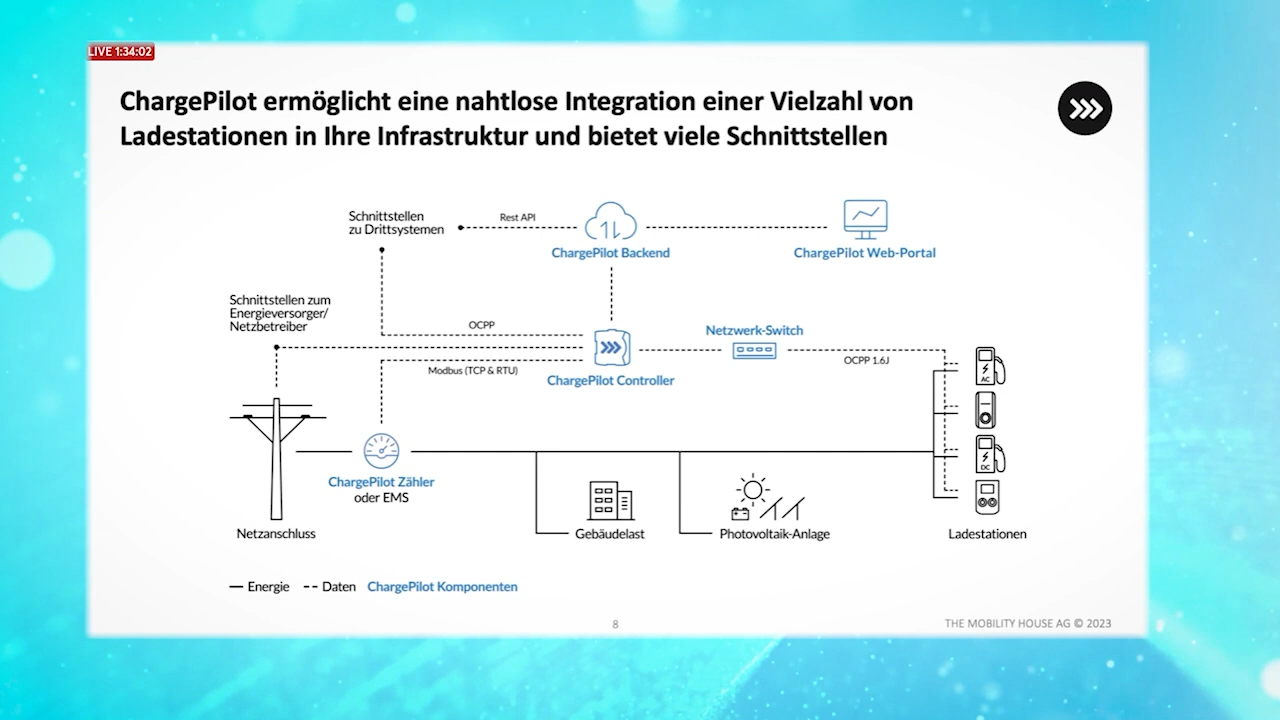 LIVE 1:34:02
ChargePilot ermöglicht eine nahtlose Integration einer Vielzahl von
Ladestationen in Ihre Infrastruktur und bietet viele Schnittstellen
Schnittstellen
zu Drittsystemen
Rest API
ChargePilot Backend
ChargePilot Web-Portal
Schnittstellen zum
Energieversorger/
Netzbetreiber
OCPP
Modbus (TCP & RTU)
ChargePilot Controller
Netzwerk-Switch
OCPP 1.6J
AC
DC
ChargePilot Zähler
oder EMS
Netzanschluss
Gebäudelast
Photovoltaik-Anlage
Ladestationen
Energie
Daten
ChargePilot Komponenten
8
THE MOBILITY HOUSE AG © 2023